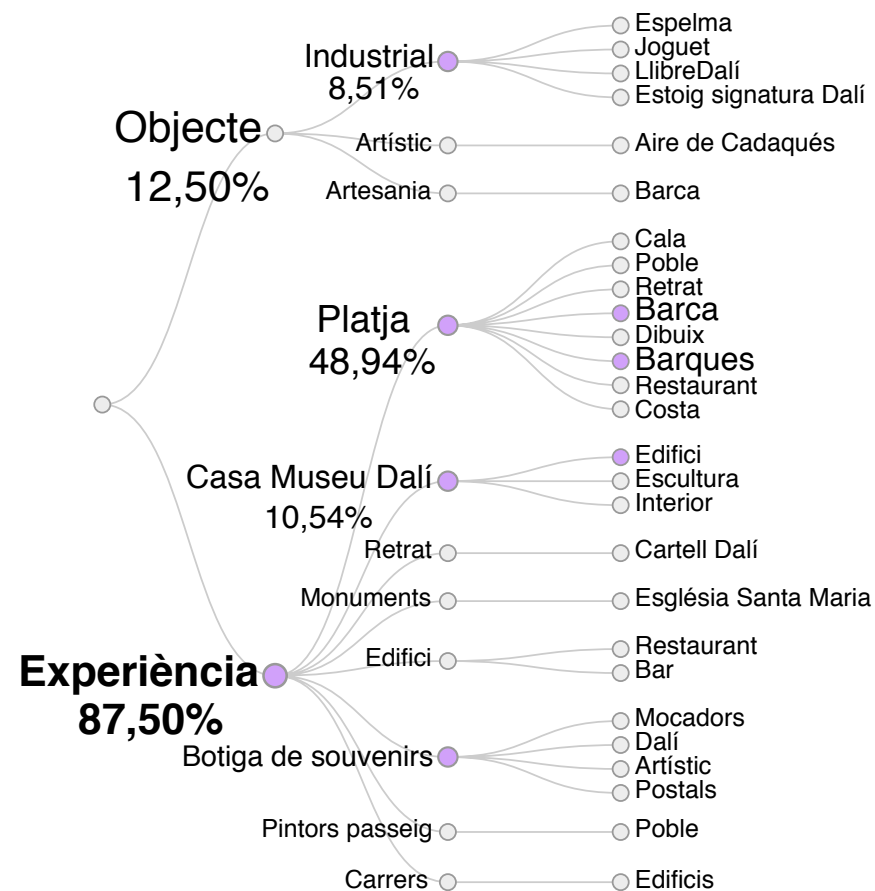 Objecte
12,50%
Industrial
8,51%
Espelma
Joguet
LlibreDalí
Estoig signatura Dalí
Artístic
Aire de Cadaqués
Artesania
Barca
Experiència
87,50%
Platja
48,94%
Cala
Poble
Retrat
Barca
Dibuix
Barques
Restaurant
Costa
Casa Museu Dalí
10,54%
Edifici
Escultura
Interior
Retrat
Cartell Dalí
Monuments
Església Santa Maria
Edifici
Restaurant
Bar
Botiga de souvenirs
Mocadors
Dalí
Artístic
Postals
Pintors passeig
Poble
Carrers
Edificis